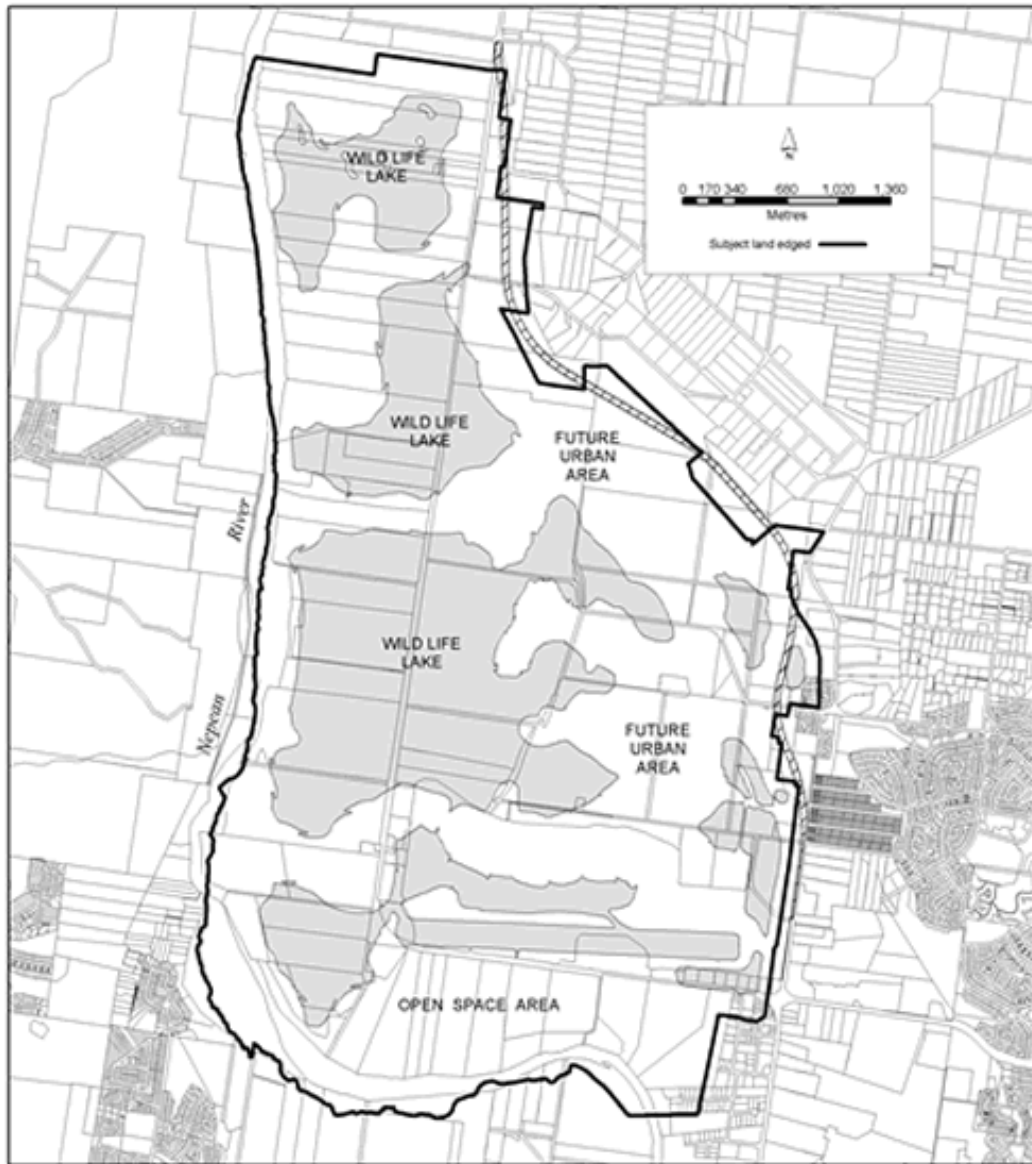 WILD LIFE
LAKE
N
0 170 340 680 1.020 1.360
Metres
Subject land edged
WILD LIFE
LAKE
FUTURE
URBAN
AREA
River
WILD LIFE
LAKE
Nepean
FUTURE
URBAN
AREA
OPEN SPACE AREA